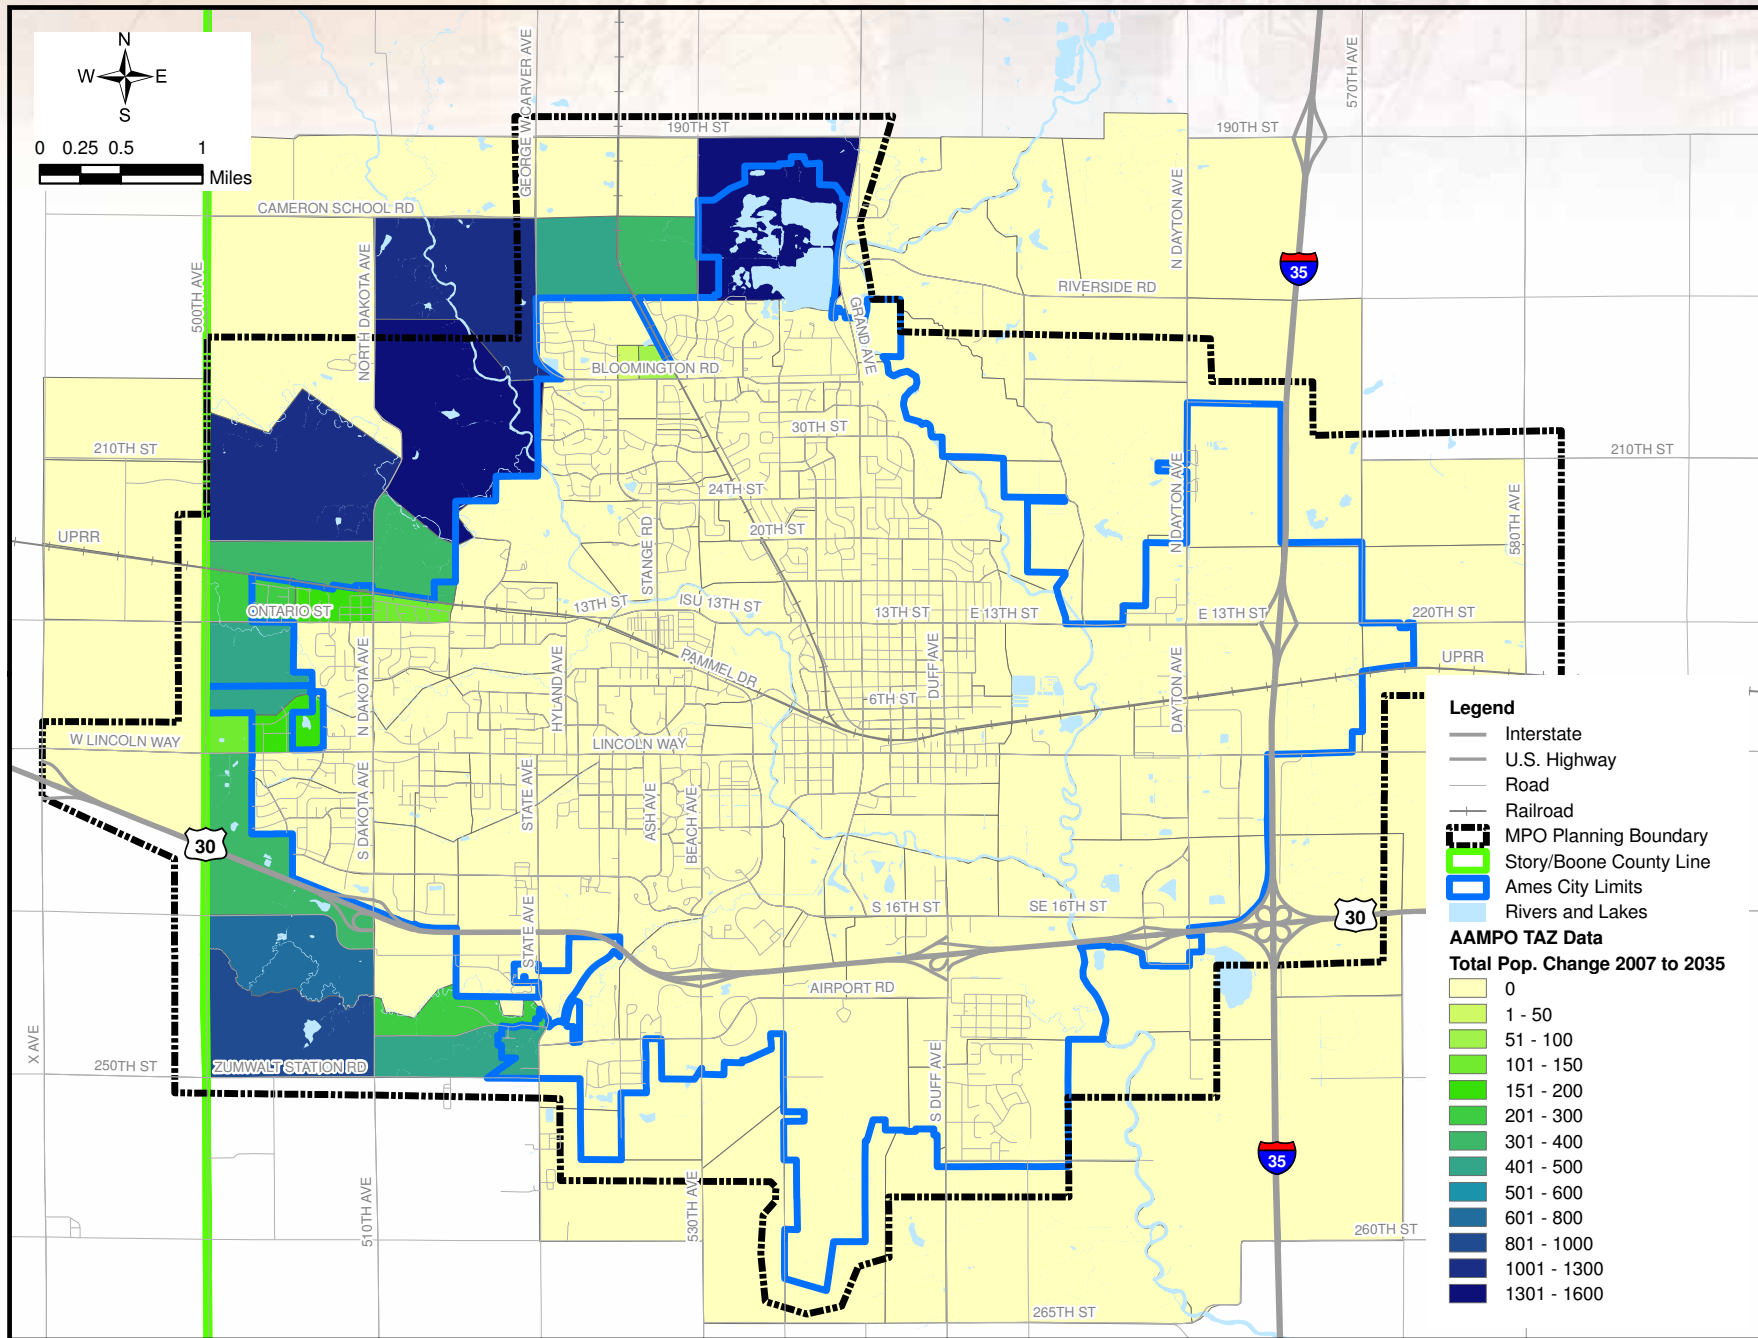 N
W E
S
0 0.25 0.5 1
Miles
GEORGE W CARVER AVE
570TH AVE
190TH ST
190TH ST
CAMERON SCHOOL RD
N DAYTON AVE
500TH AVE
NORTH DAKOTA AVE
35
RIVERSIDE RD
GRAND AVE
BLOOMINGTON RD
30TH ST
210TH ST
210TH ST
24TH ST
N DAYTON AVE
580TH AVE
UPRR
20TH ST
STANGE RD
ONTARIO ST
13TH ST
ISU 13TH ST
13TH ST
E 13TH ST
E 13TH ST
220TH ST
N DAKOTA AVE
HYLAND AVE
PAMMEL DR
DUFF AVE
DAYTON AVE
UPRR
6TH ST
W LINCOLN WAY
LINCOLN WAY
S DAKOTA AVE
STATE AVE
ASH AVE
BEACH AVE
30
S 16TH ST
SE 16TH ST
30
STATE AVE
AIRPORT RD
X AVE
250TH ST
ZUMWALT STATION RD
S DUFF AVE
35
510TH AVE
530TH AVE
260TH ST
265TH ST
Legend
Interstate
U.S. Highway
Road
Railroad
MPO Planning Boundary
Story/Boone County Line
Ames City Limits
Rivers and Lakes
AAMPO TAZ Data
Total Pop. Change 2007 to 2035
0
1 - 50
51 - 100
101 - 150
151 - 200
201 - 300
301 - 400
401 - 500
501 - 600
601 - 800
801 - 1000
1001 - 1300
1301 - 1600